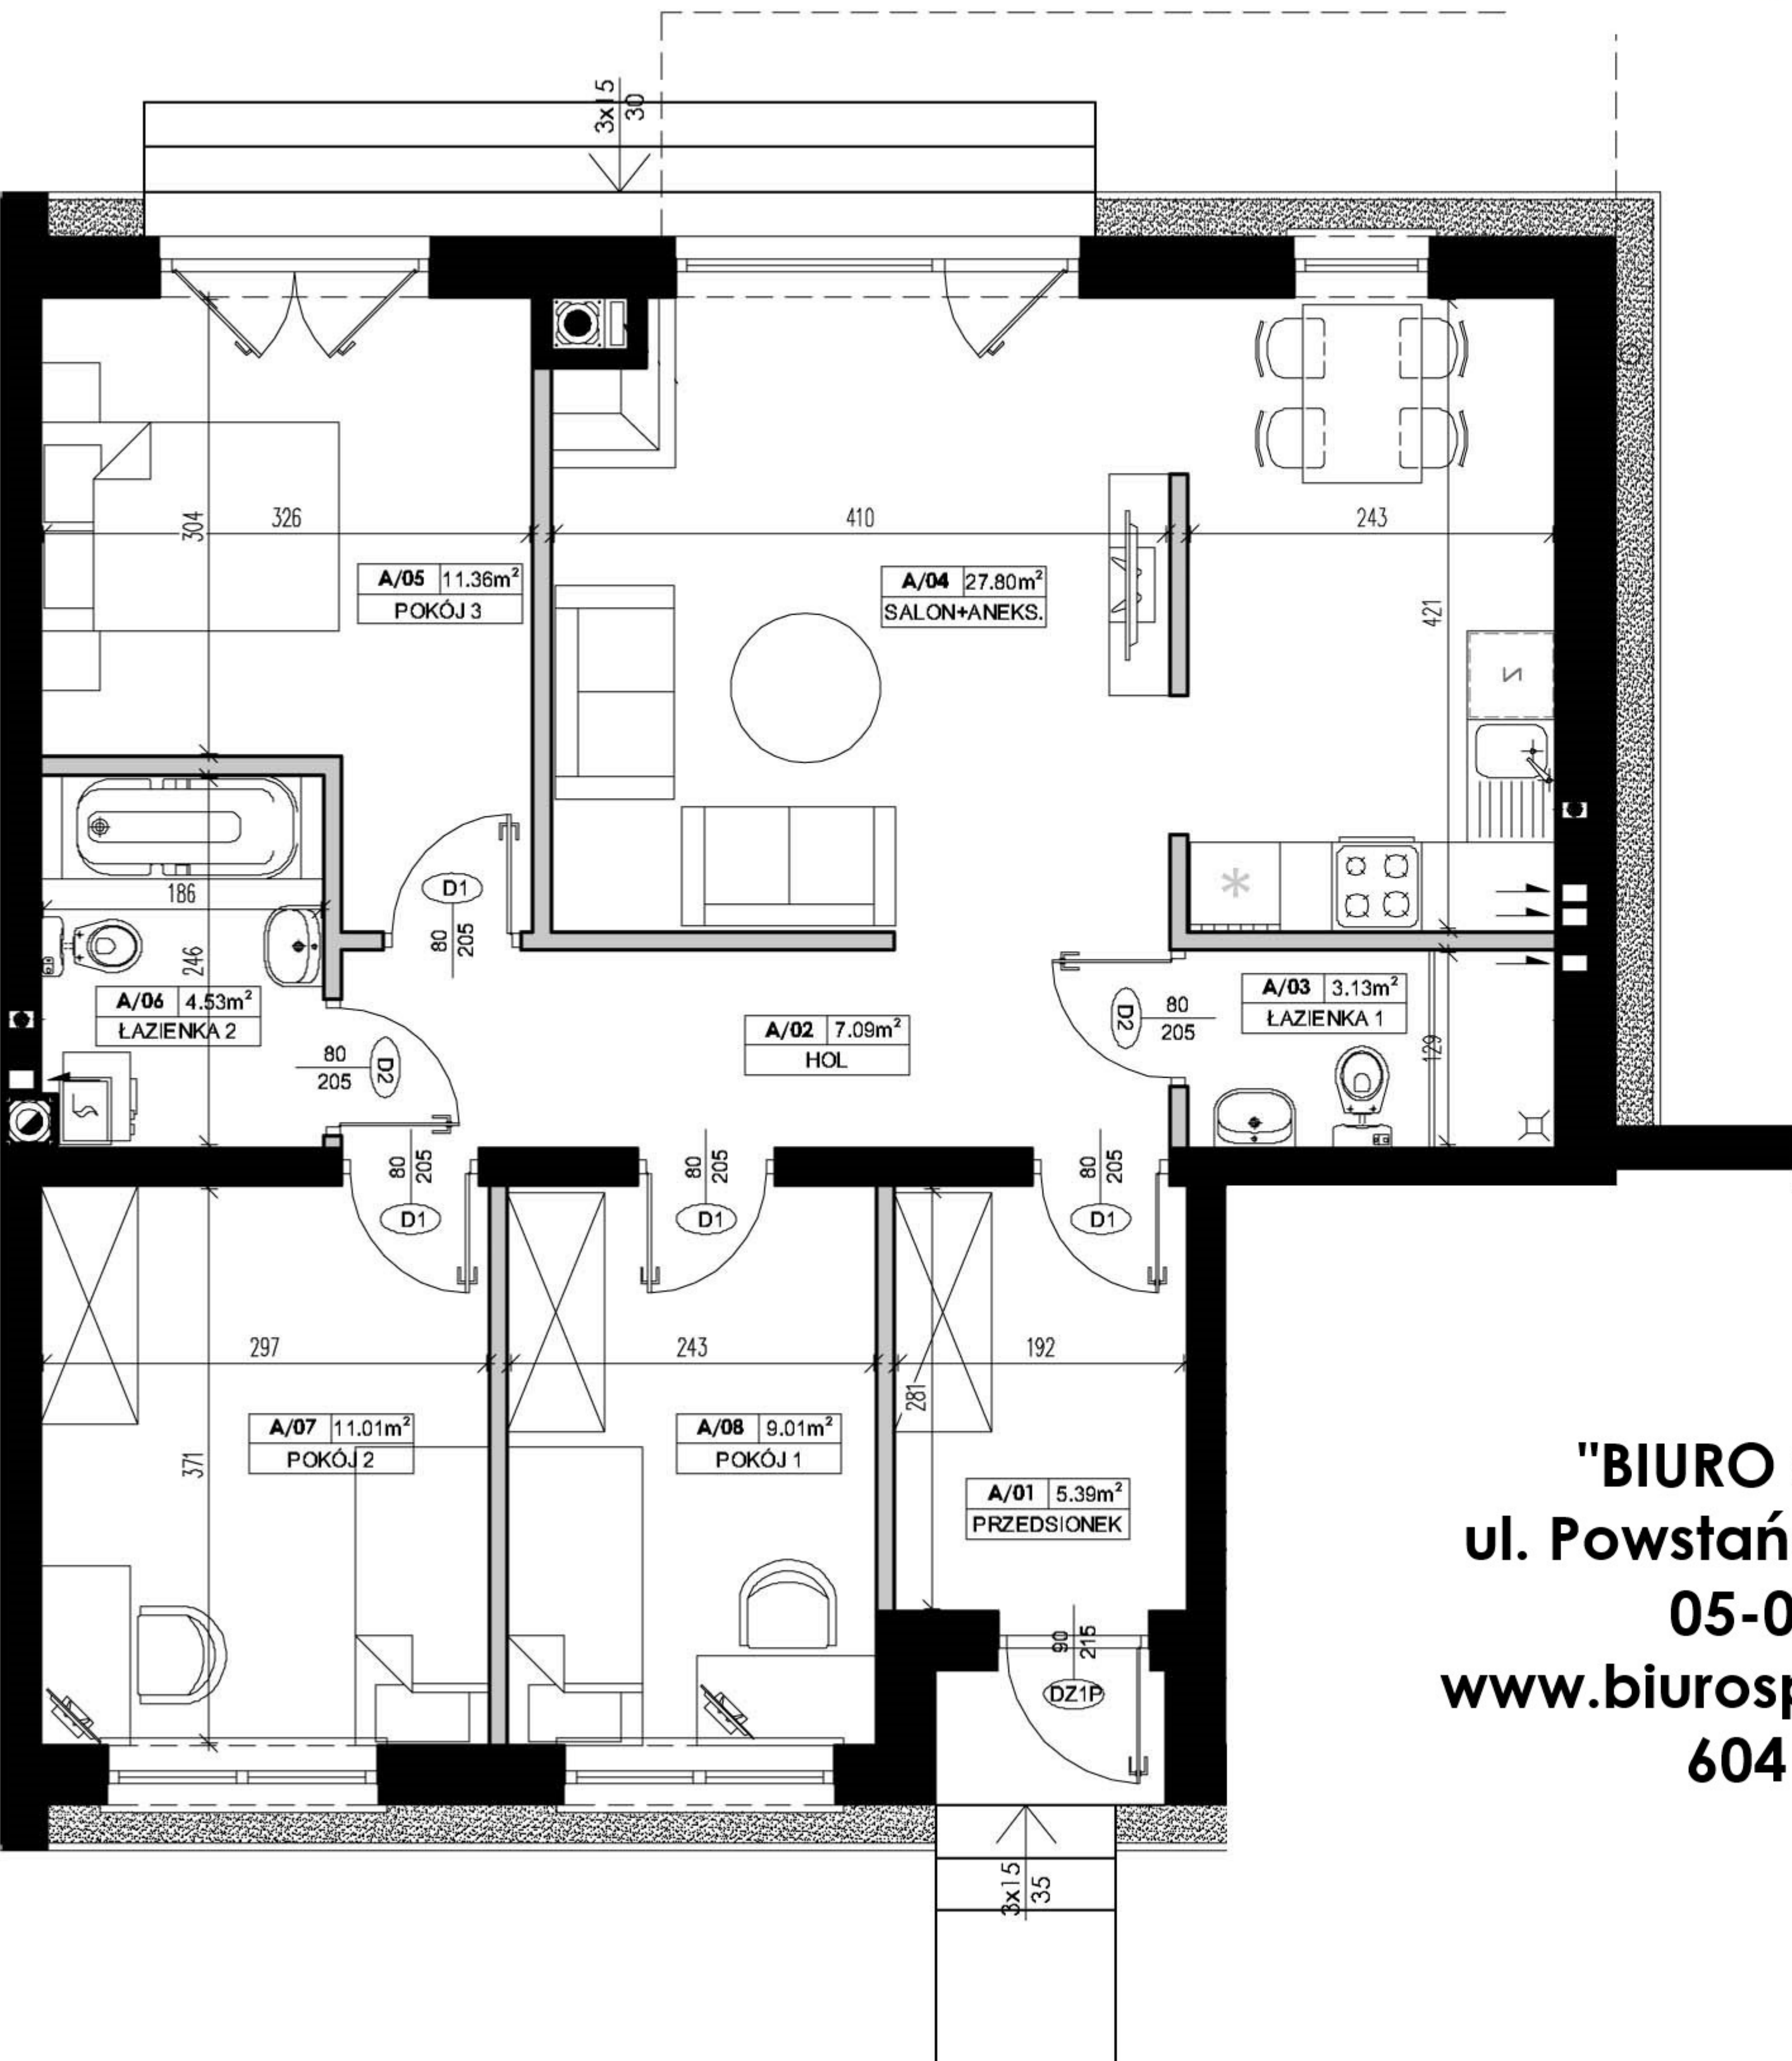 3x15
30
326
304
A/05 11.36m²
POKÓJ 3
410
A/04 27.80m²
SALON+ANEKS.
243
421
186
246
A/06 4.53m²
ŁAZIENKA 2
D1
80
205
80
205
D2
A/02 7.09m²
HOL
D2
80
205
A/03 3.13m²
ŁAZIENKA 1
129
80
205
D1
80
205
D1
80
205
D1
297
371
A/07 11.01m²
POKÓJ 2
243
A/08 9.01m²
POKÓJ 1
192
281
A/01 5.39m²
PRZEDSIONEK
90
215
DZ1P
3x15
35
"BIURO
ul. Powstań
05-0
www.biurosp
604